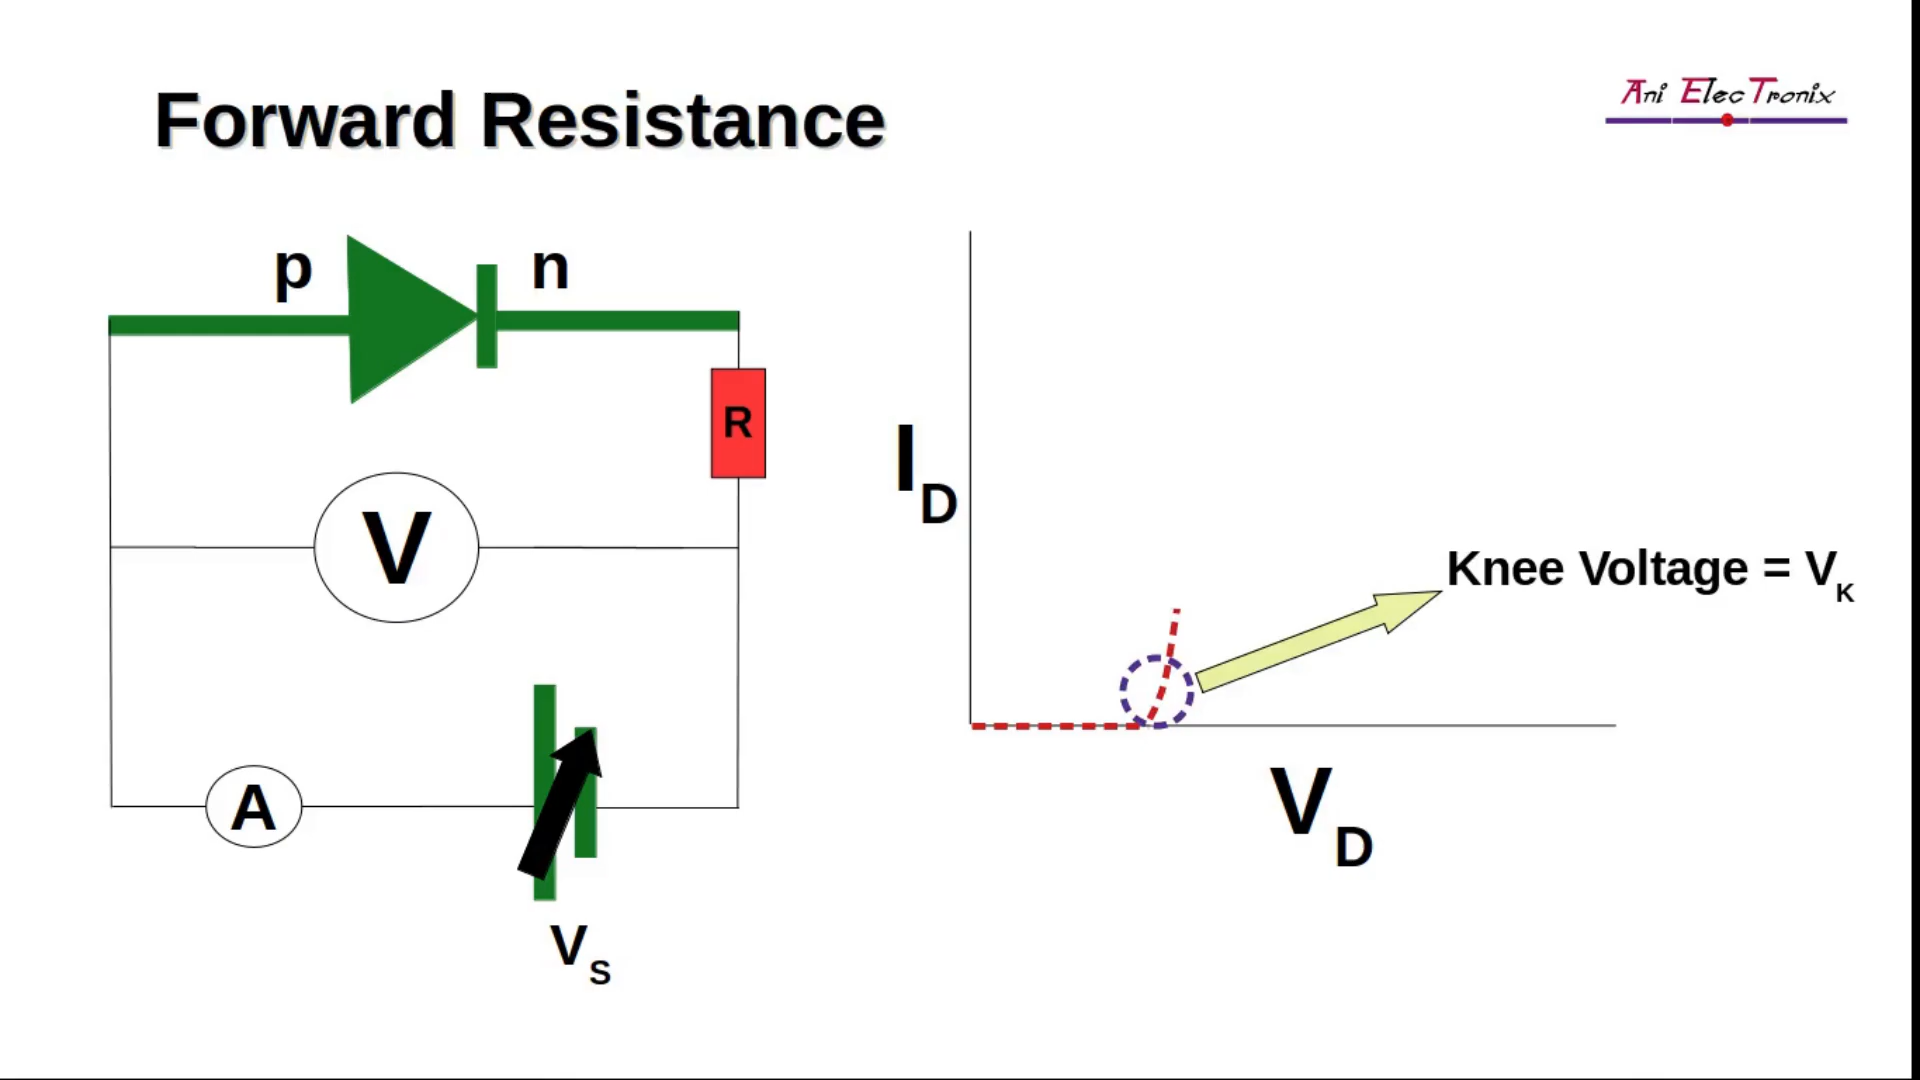 Ani ElecTronix
Forward Resistance
p
n
R
V
A
VS
ID
Knee Voltage = VK
VD